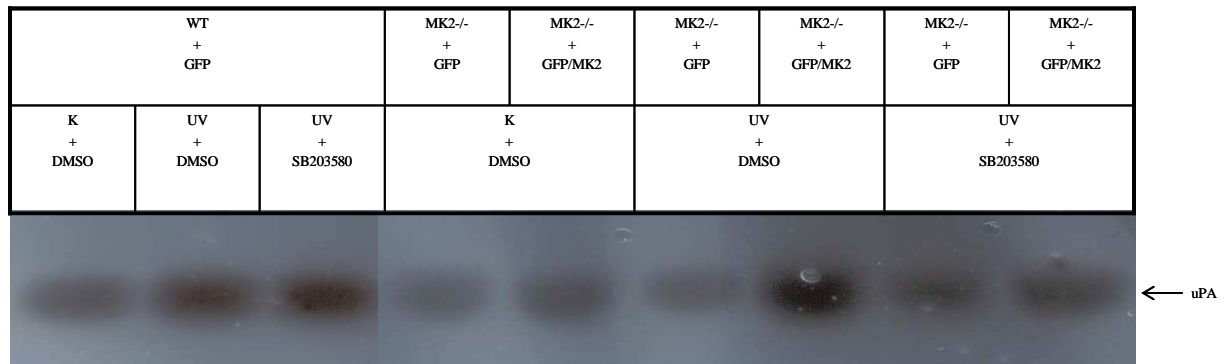 WT
+
GFP
MK2-/-
+
GFP
MK2-/-
+
GFP/MK2
MK2-/-
+
GFP
MK2-/-
+
GFP/MK2
MK2-/-
+
GFP
MK2-/-
+
GFP/MK2
K
+
DMSO
UV
+
DMSO
UV
+
SB203580
K
+
DMSO
UV
+
DMSO
UV
+
SB203580
uPA